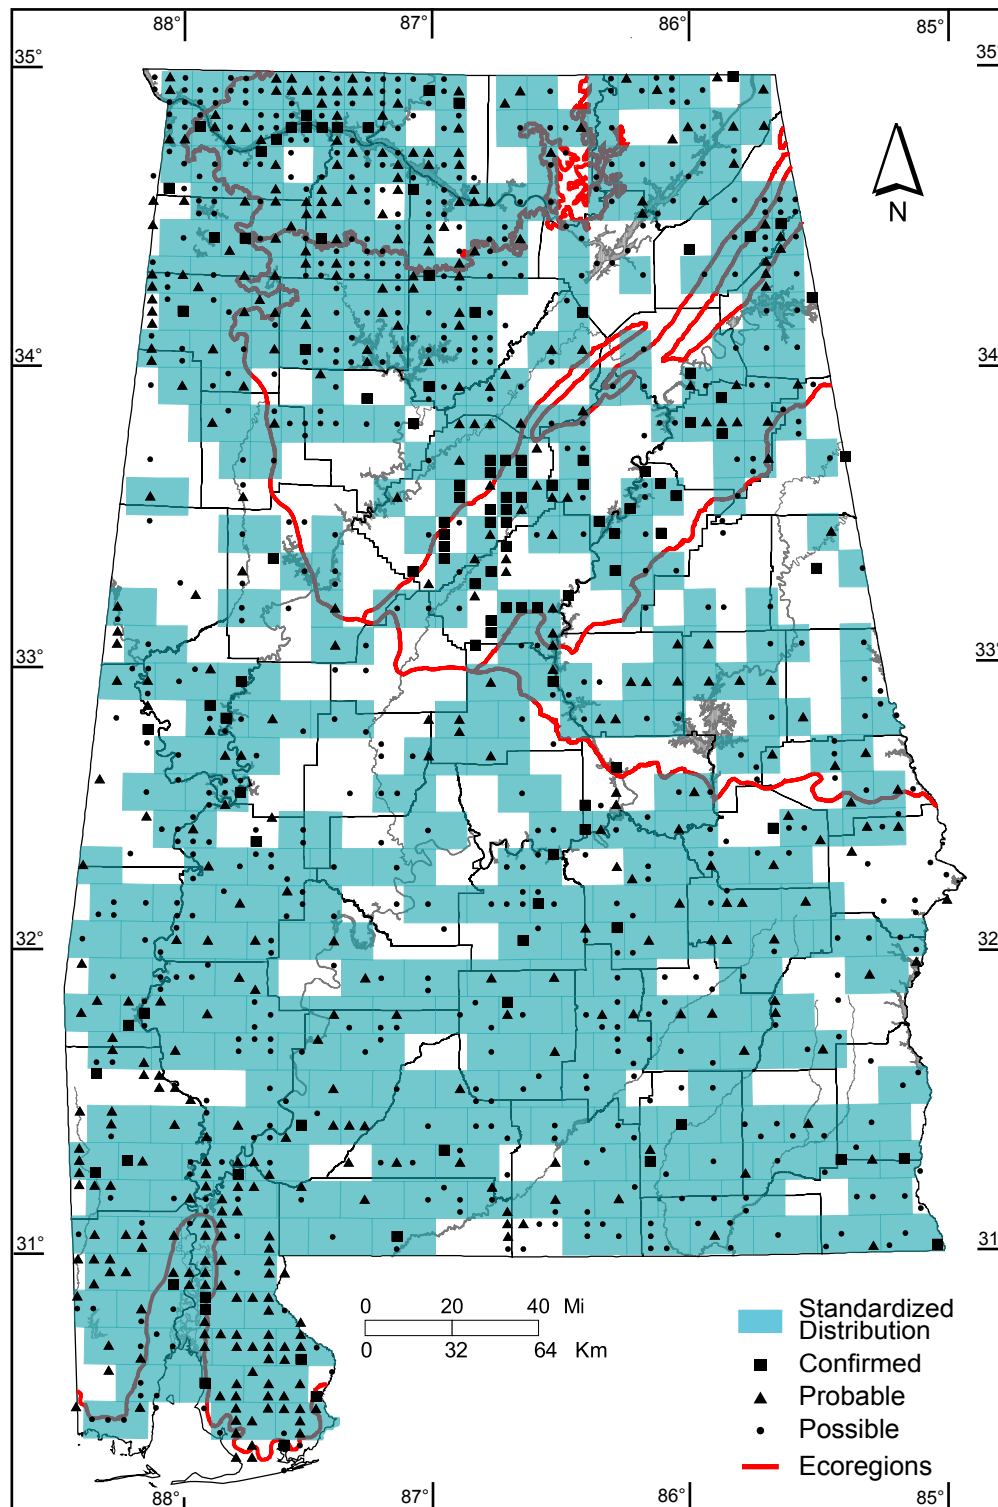 88° 87° 86° 85°
35° 35°
N
34° 34
33° 33°
32° 32
31° 31
0 20 40 Mi
0 32 64 Km
Standardized
Distribution
Confirmed
Probable
Possible
Ecoregions
88° 87° 86° 85°